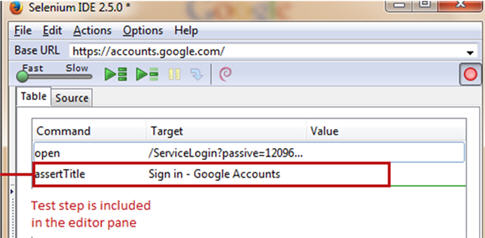 Selenium IDE 2.5.0 *
File Edit Actions Options Help
Base URL https://accounts.google.com/
Fast Slow
Table Source
Command Target Value
open /ServiceLogin?passive=12096...
assertTitle Sign in - Google Accounts
Test step is included
in the editor pane